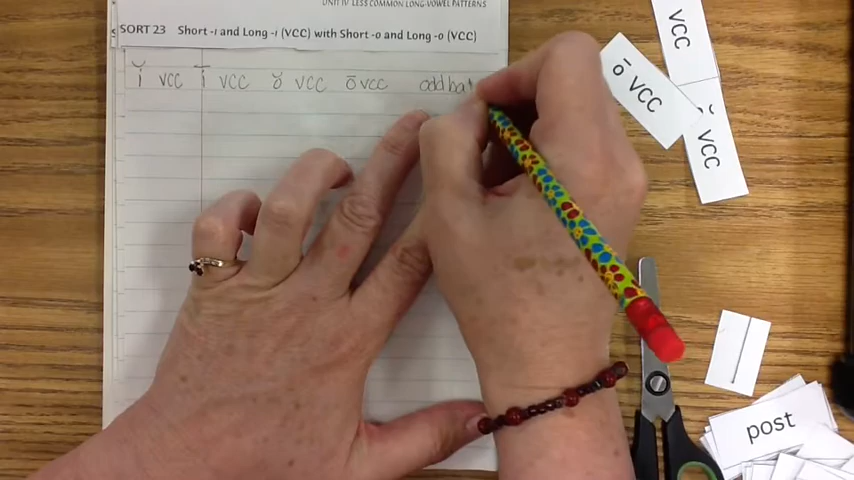 UNIT IV LESS COMMON LONG-VOWEL PATTERNS
SORT 23 Short -i and Long -i (VCC) with Short -o and Long -o (VCC)
ĭ VCC ī VCC ŏ VCC ō VCC oddba
VCC
ō VCC
VCC
post